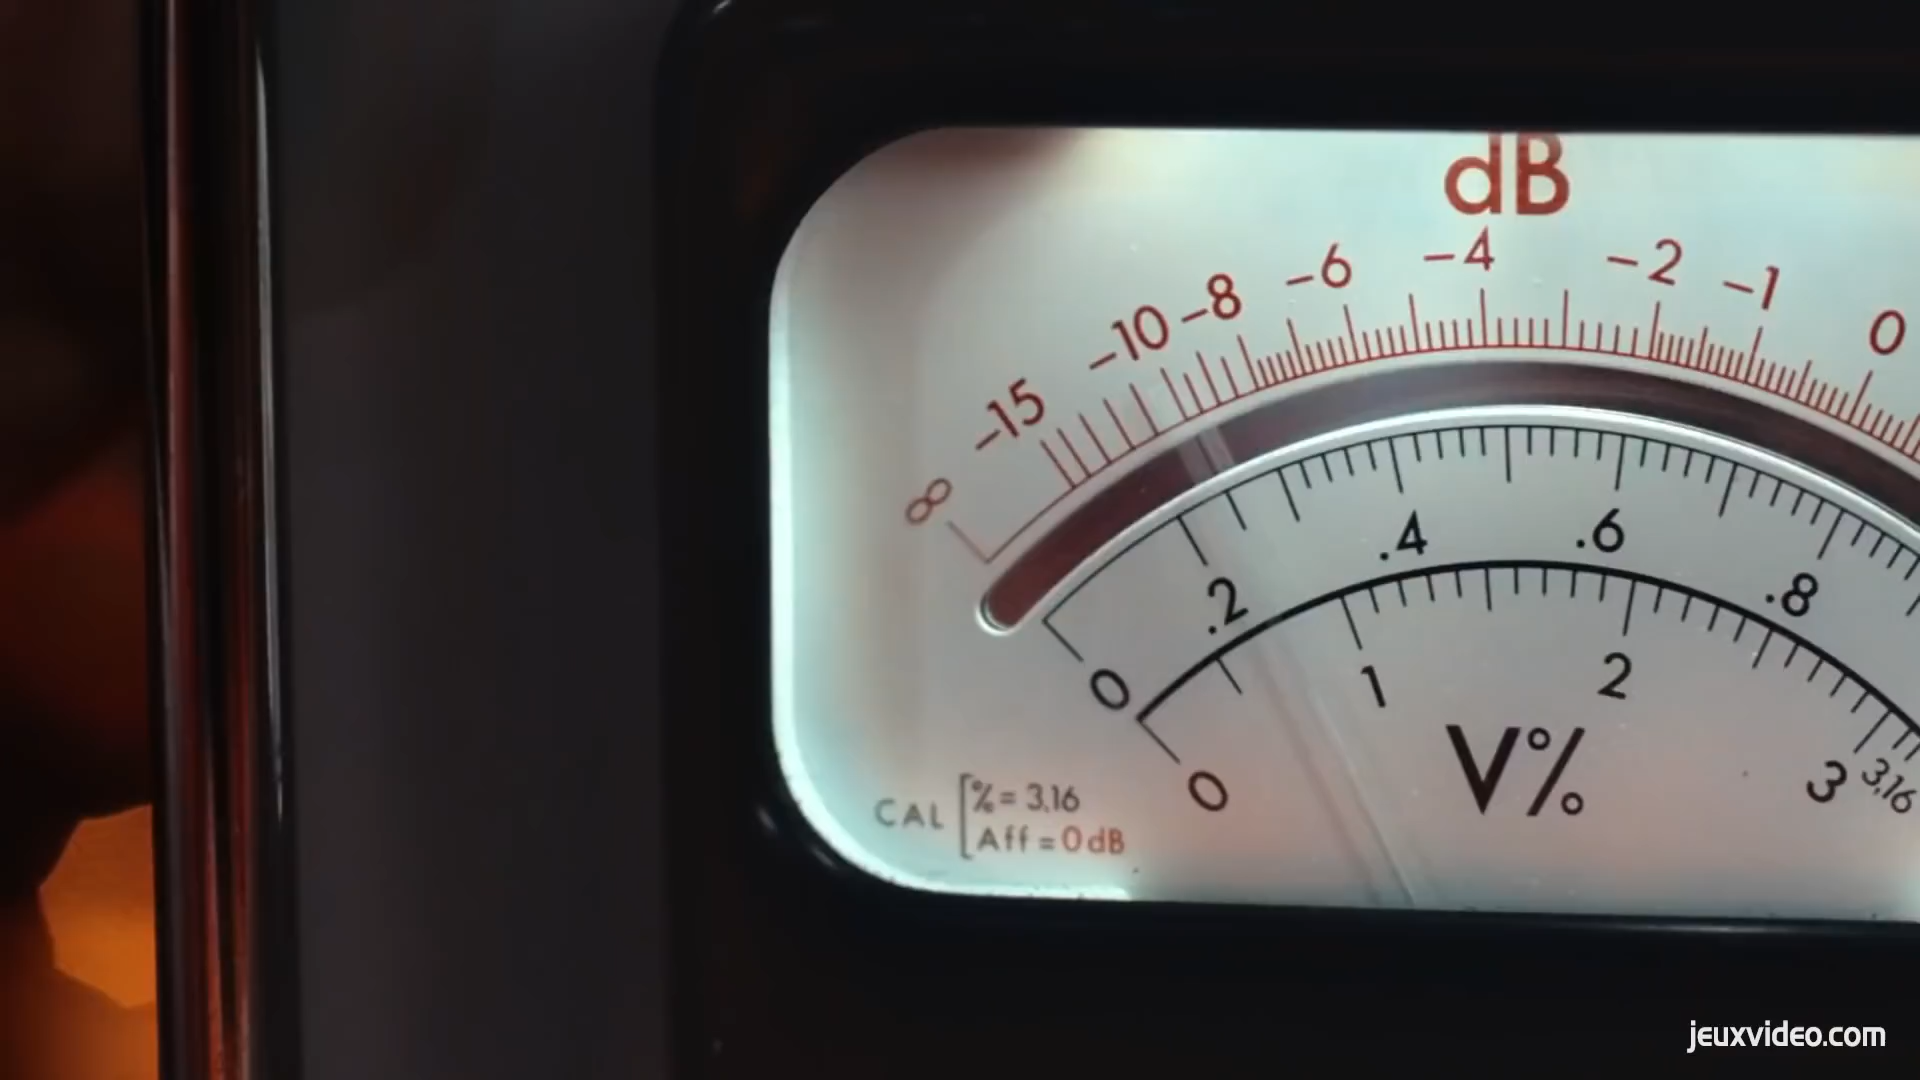 dB
∞ -15 -10 -8 -6 -4 -2 -1 0
0 .2 .4 .6 .8
0 1 2 3 3,16
V%
CAL [ % = 3,16
Aff = 0 dB
jeuxvideo.com